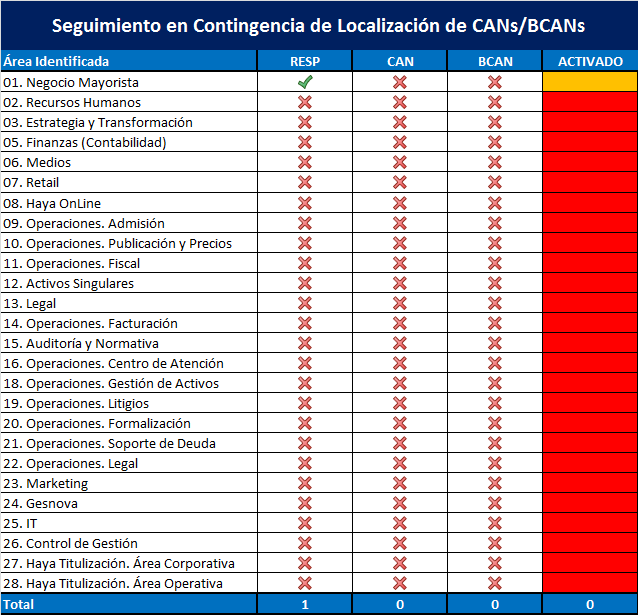 Seguimiento en Contingencia de Localización de CANs/BCANs
Área Identificada RESP CAN BCAN ACTIVADO
01. Negocio Mayorista
02. Recursos Humanos
03. Estrategia y Transformación
05. Finanzas (Contabilidad)
06. Medios
07. Retail
08. Haya OnLine
09. Operaciones. Admisión
10. Operaciones. Publicación y Precios
11. Operaciones. Fiscal
12. Activos Singulares
13. Legal
14. Operaciones. Facturación
15. Auditoría y Normativa
16. Operaciones. Centro de Atención
18. Operaciones. Gestión de Activos
19. Operaciones. Litigios
20. Operaciones. Formalización
21. Operaciones. Soporte de Deuda
22. Operaciones. Legal
23. Marketing
24. Gesnova
25. IT
26. Control de Gestión
27. Haya Titulización. Área Corporativa
28. Haya Titulización. Área Operativa
Total 1 0 0 0